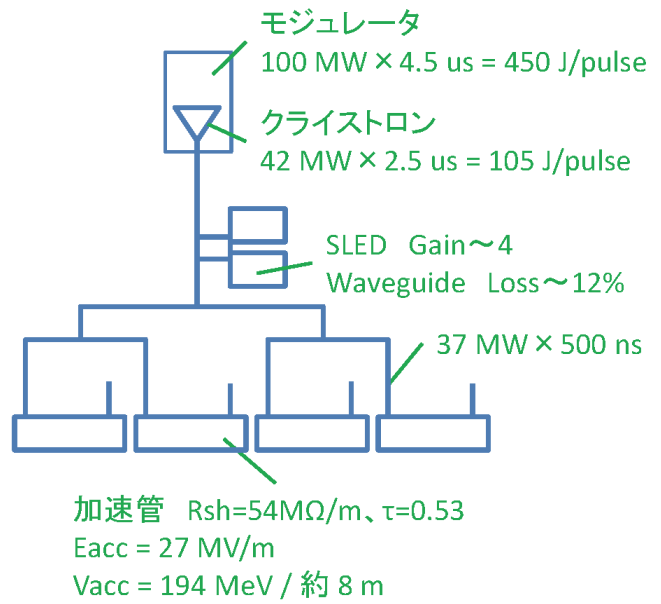 モジュレータ
100 MW × 4.5 us = 450 J/pulse
クライストロン
42 MW × 2.5 us = 105 J/pulse
SLED Gain～4
Waveguide Loss～12%
37 MW × 500 ns
加速管 Rsh=54MΩ/m、τ=0.53
Eacc = 27 MV/m
Vacc = 194 MeV / 約 8 m